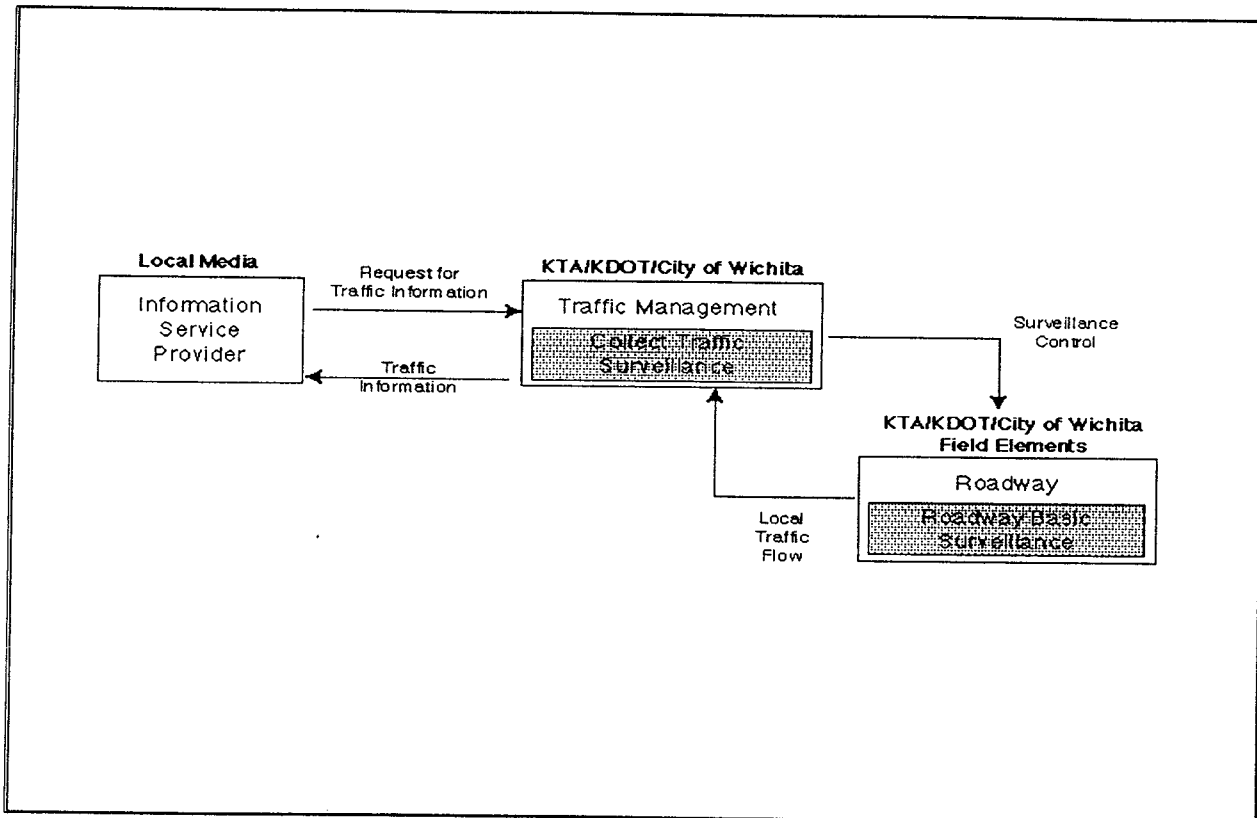 Local Media
Information
Service
Provider
Request for
Traffic Information
Traffic
Information
KTA/KDOT/City of Wichita
Traffic Management
Collect Traffic
Surveillance
Surveillance
Control
KTA/KDOT/City of Wichita
Field Elements
Roadway
Roadway Basic
Surveillance
Local
Traffic
Flow